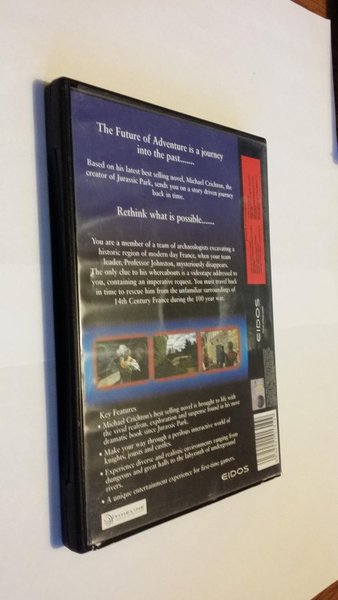 The Future of Adventure is a journey
into the past.......
Based on his latest best selling novel, Michael Crichton, the
creator of Jurassic Park, sends you on a story driven journey
back in time.
Rethink what is possible......
You are a member of a team of archaeologists excavating a
historic region of modern day France, when your team
leader, Professor Johnston, mysteriously disappears.
The only clue to his whereabouts is a videotape addressed to
you, containing an imperative request. You must travel back
in time to rescue him from the unfamiliar surroundings of
14th Century France during the 100 year war.
Key Features
• Michael Crichton's best selling novel is brought to life with
the vivid realism, exploration and suspense found in his most
dramatic book since Jurassic Park.
• Make your way through a perilous interactive world of
knights, jousts and castles.
• Experience diverse and realistic environments ranging from
dungeons and great halls to the labyrinth of underground
rivers.
• A unique entertainment experience for first-time gamers.
TIMELINE
EIDOS
EIDOS